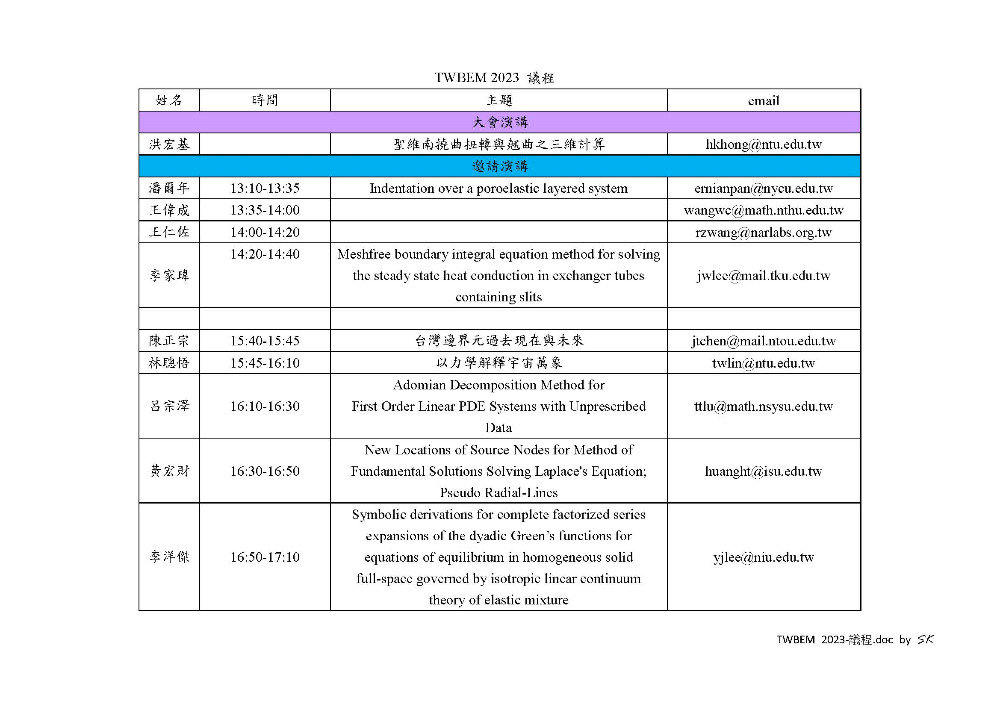 TWBEM 2023 議程
姓名 時間 主題 email
大會演講
洪宏基 聖維南撓曲扭轉與翹曲之三維計算 hkhong@ntu.edu.tw
邀請演講
潘爾年 13:10-13:35 Indentation over a poroelastic layered system ernianpan@nycu.edu.tw
王偉成 13:35-14:00 wangwc@math.nthu.edu.tw
王仁佐 14:00-14:20 rzwang@narlabs.org.tw
14:20-14:40 Meshfree boundary integral equation method for solving
李家瑋 the steady state heat conduction in exchanger tubes jwlee@mail.tku.edu.tw
containing slits
陳正宗 15:40-15:45 台灣邊界元過去現在與未來 jtchen@mail.ntou.edu.tw
林聰悟 15:45-16:10 以力學解釋宇宙萬象 twlin@ntu.edu.tw
Adomian Decomposition Method for
呂宗澤 16:10-16:30 First Order Linear PDE Systems with Unprescribed ttlu@math.nsysu.edu.tw
Data
New Locations of Source Nodes for Method of
黃宏財 16:30-16:50 Fundamental Solutions Solving Laplace's Equation; huanght@isu.edu.tw
Pseudo Radial-Lines
Symbolic derivations for complete factorized series
expansions of the dyadic Green’s functions for
李洋傑 16:50-17:10 equations of equilibrium in homogeneous solid yjlee@niu.edu.tw
full-space governed by isotropic linear continuum
theory of elastic mixture
TWBEM 2023-議程.doc by SK